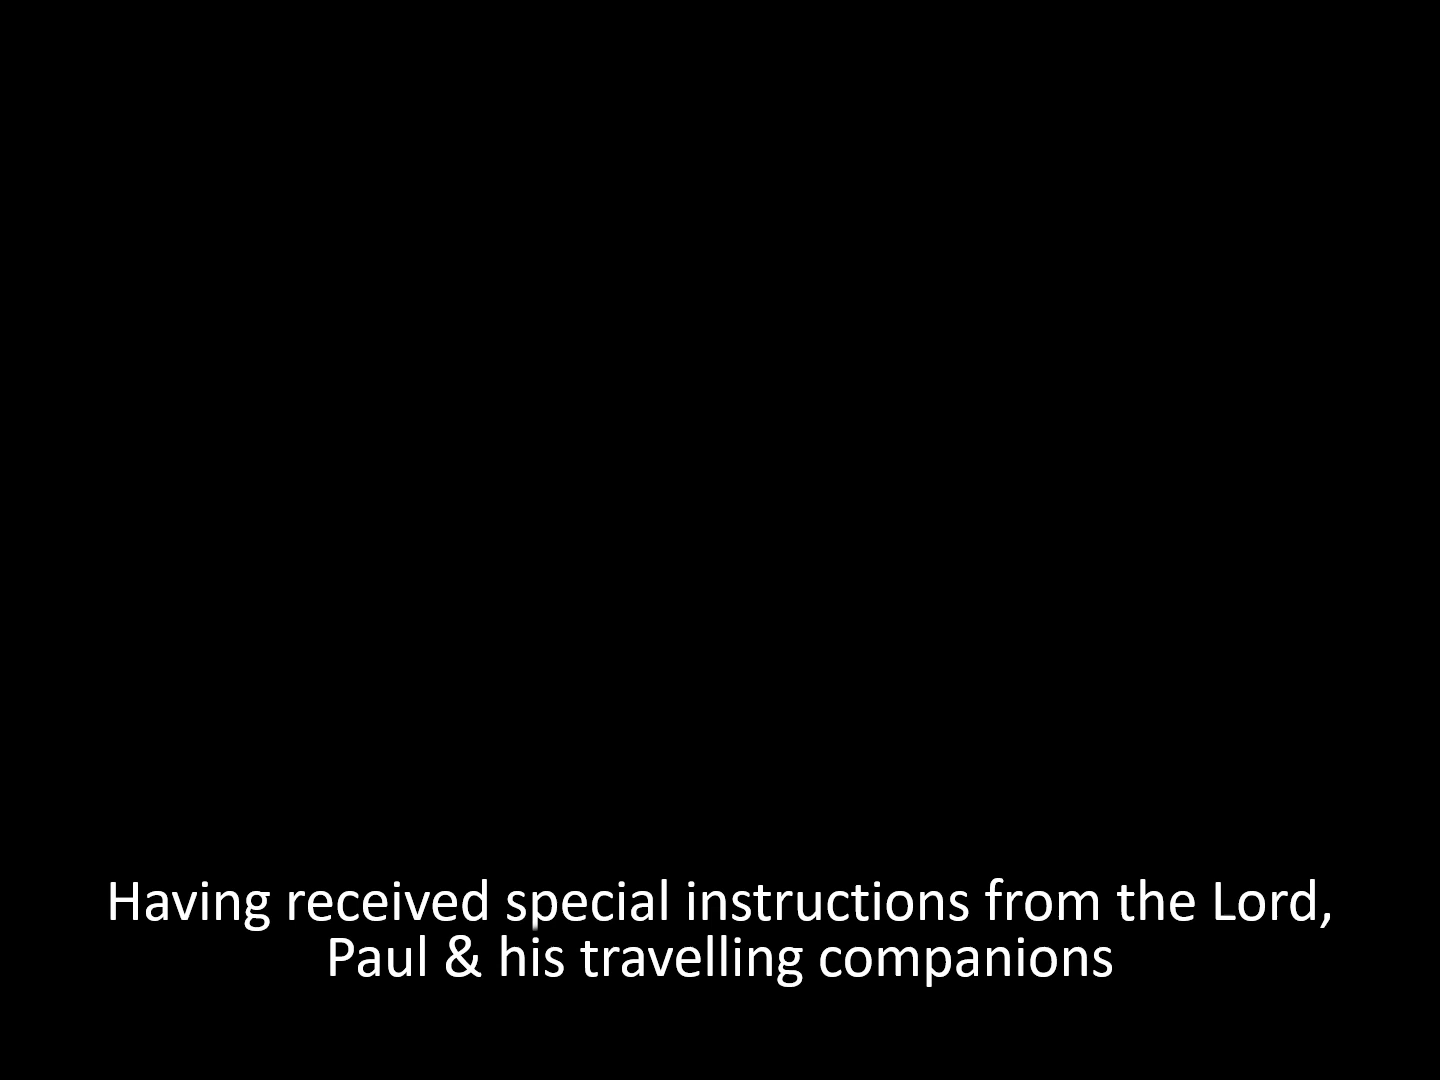 Having received special instructions from the Lord,
Paul & his travelling companions